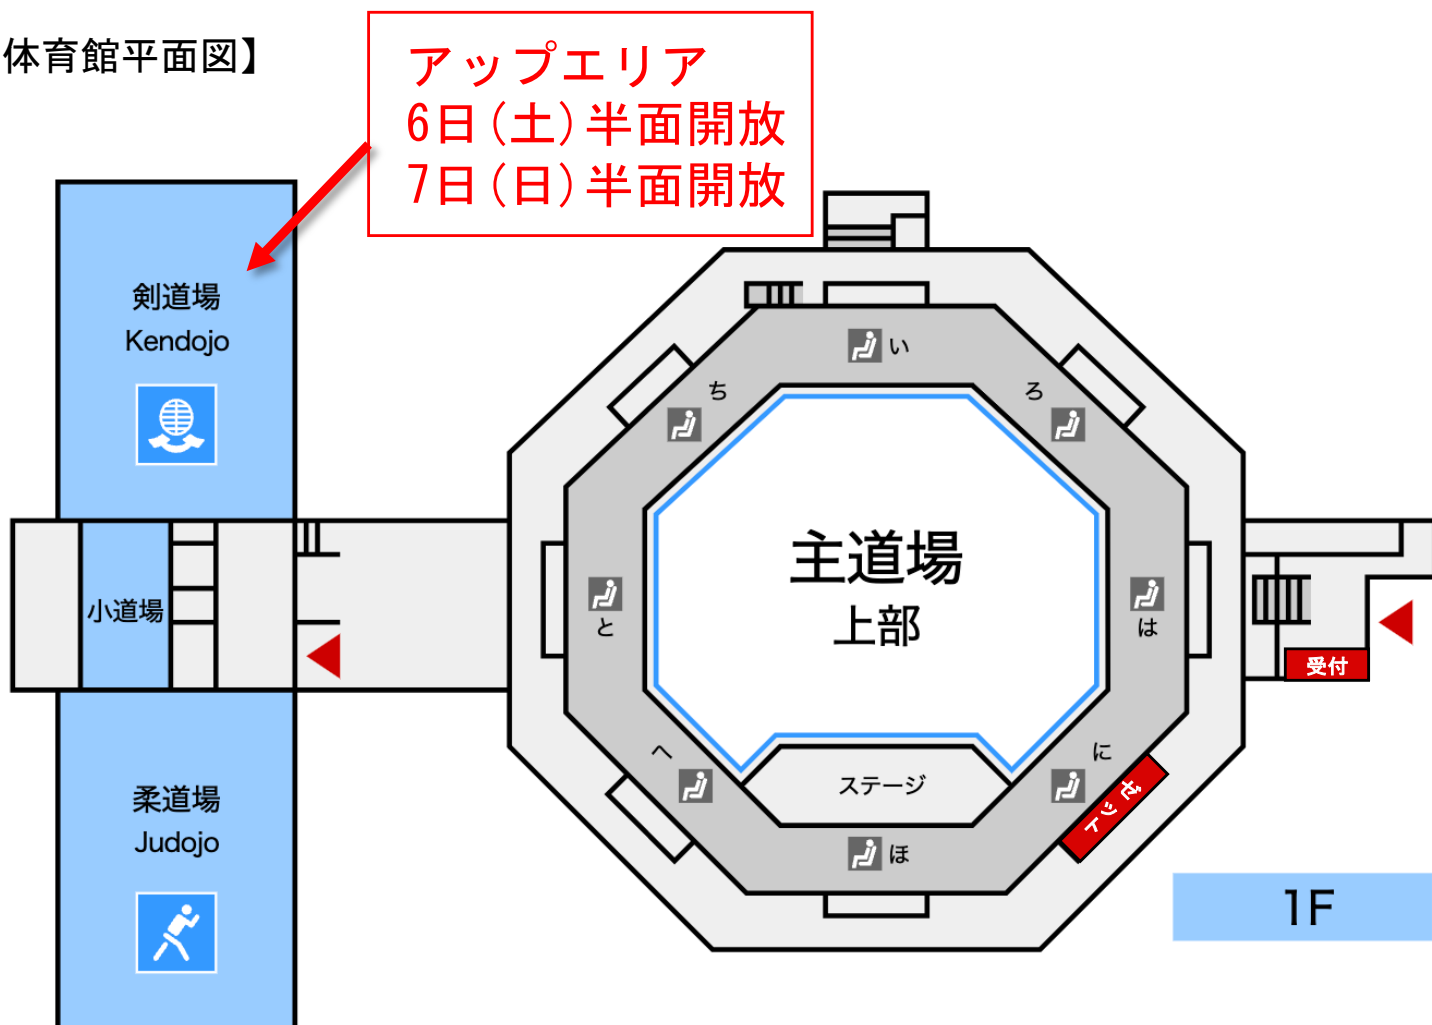 体育館平面図】
アップエリア
6日(土)半面開放
7日(日)半面開放
剣道場
Kendojo
い
ち
ろ
主道場
上部
小道場
と
は
受付
へ
に
ステージ
ゼット
柔道場
Judojo
ほ
1F